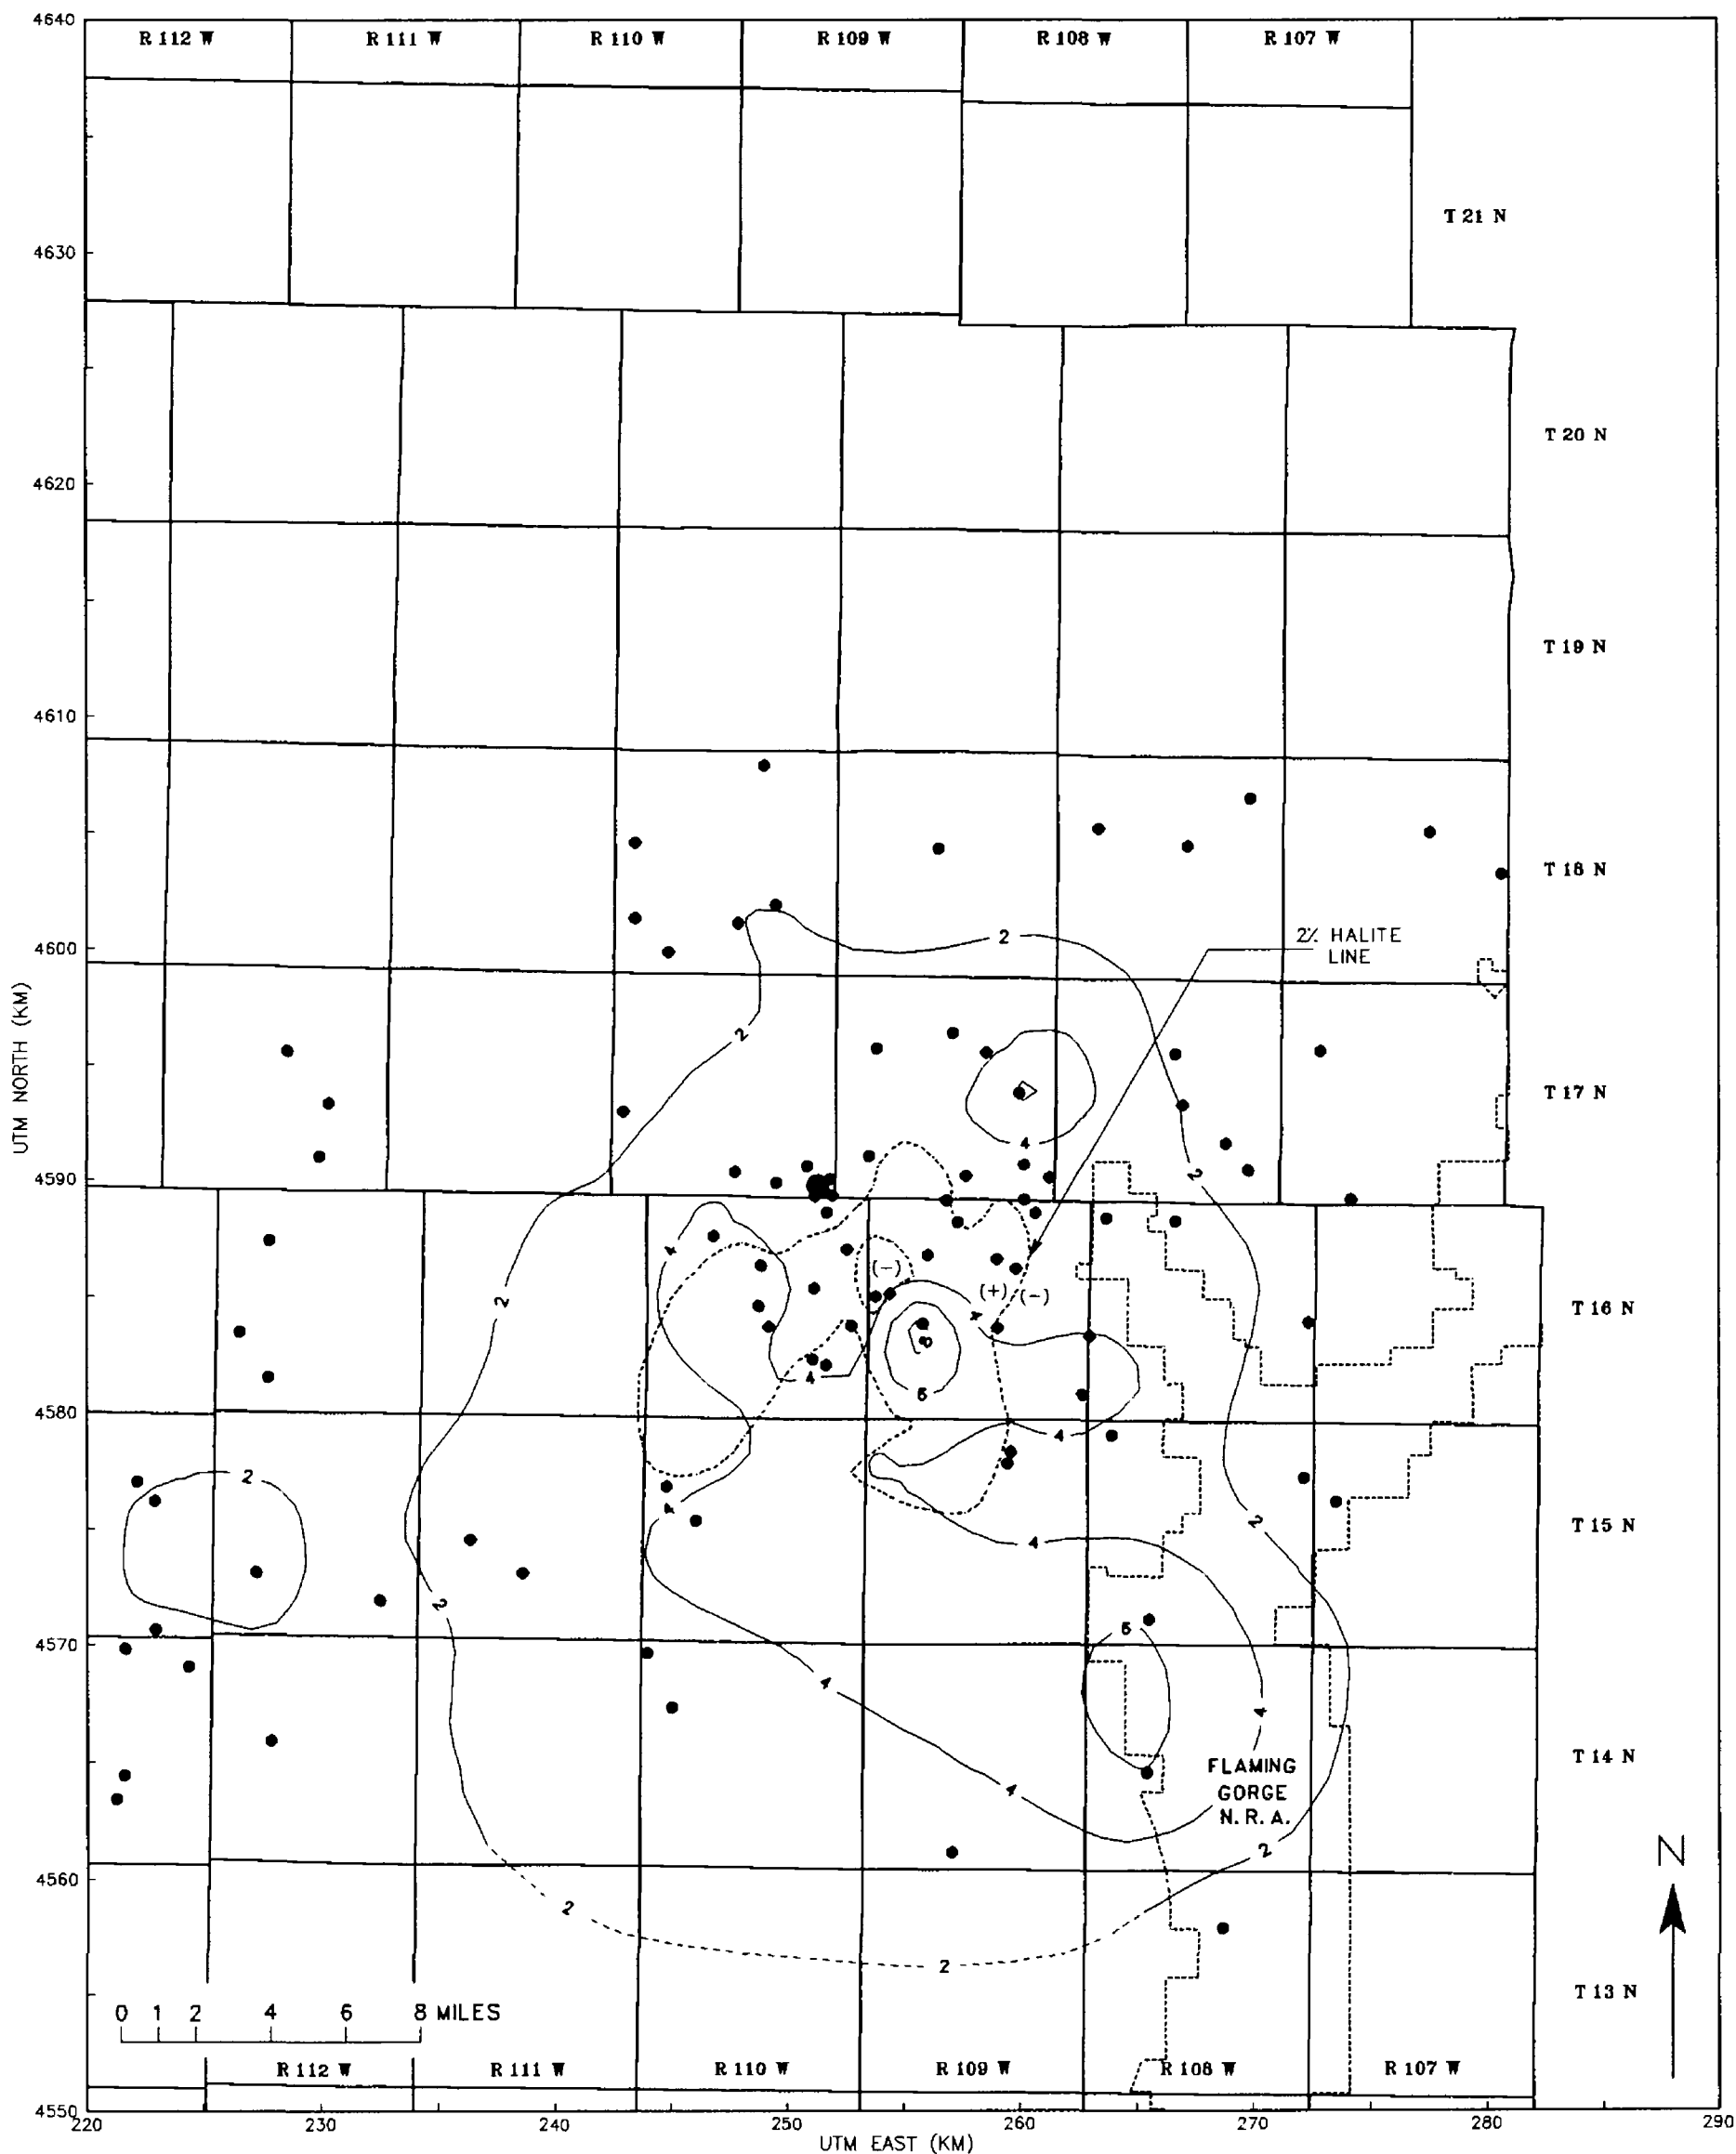 4640
R 112 W
R 111 W
R 110 W
R 109 W
R 108 W
R 107 W
T 21 N
4630
T 20 N
4620
T 19 N
4610
T 18 N
2
2% HALITE
LINE
4600
2
UTM NORTH (KM)
T 17 N
4
4590
2
4
(-)
(+)
(-)
2
4
T 16 N
8
4
6
4580
4
2
4
2
4
T 15 N
2
6
4570
4
4
FLAMING
T 14 N
4
GORGE
N. R. A.
2
N
4560
2
2
T 13 N
0 1 2 4 6 8 MILES
R 112 W
R 111 W
R 110 W
R 109 W
R 108 W
R 107 W
4550
220 230 240 250 260 270 280 290
UTM EAST (KM)